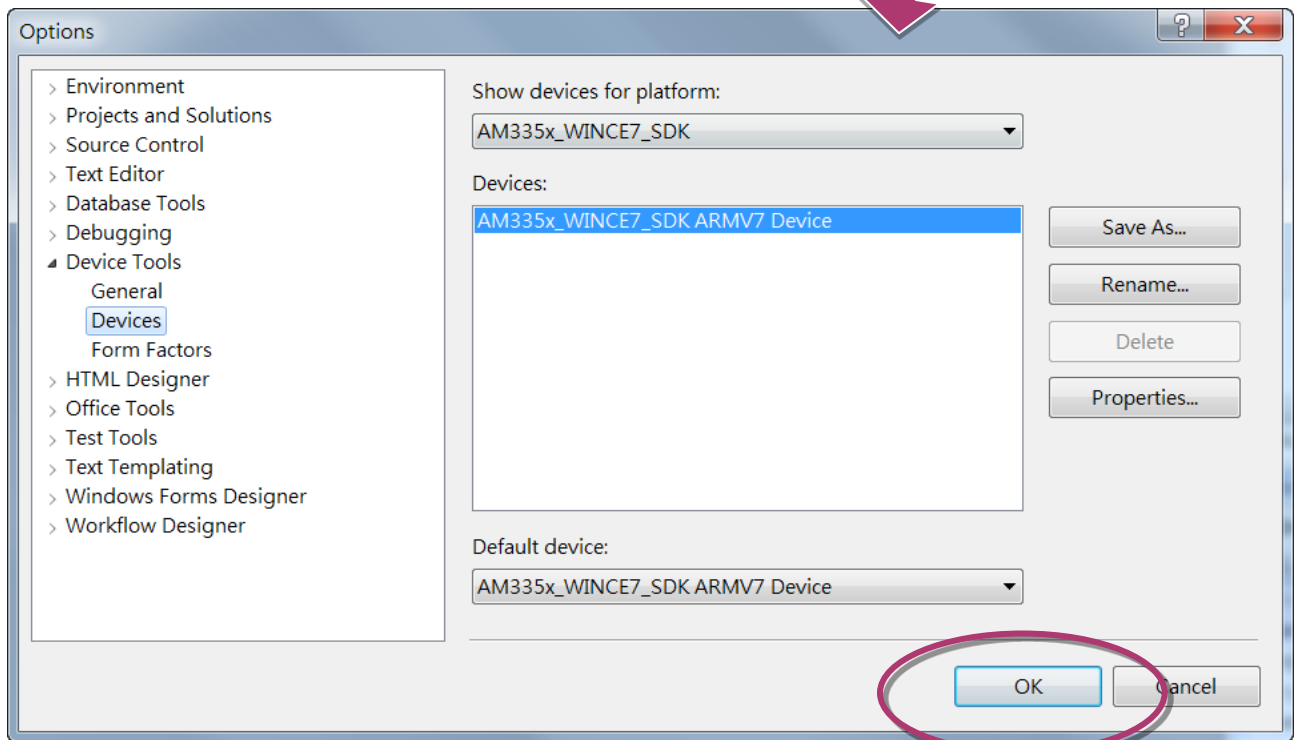 Options
Environment
Projects and Solutions
Source Control
Text Editor
Database Tools
Debugging
Device Tools
General
Devices
Form Factors
HTML Designer
Office Tools
Test Tools
Text Templating
Windows Forms Designer
Workflow Designer
Show devices for platform:
AM335x_WINCE7_SDK
Devices:
AM335x_WINCE7_SDK ARMV7 Device
Save As...
Rename...
Delete
Properties...
Default device:
AM335x_WINCE7_SDK ARMV7 Device
OK
Cancel